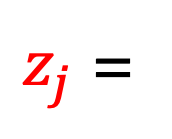 z_j =